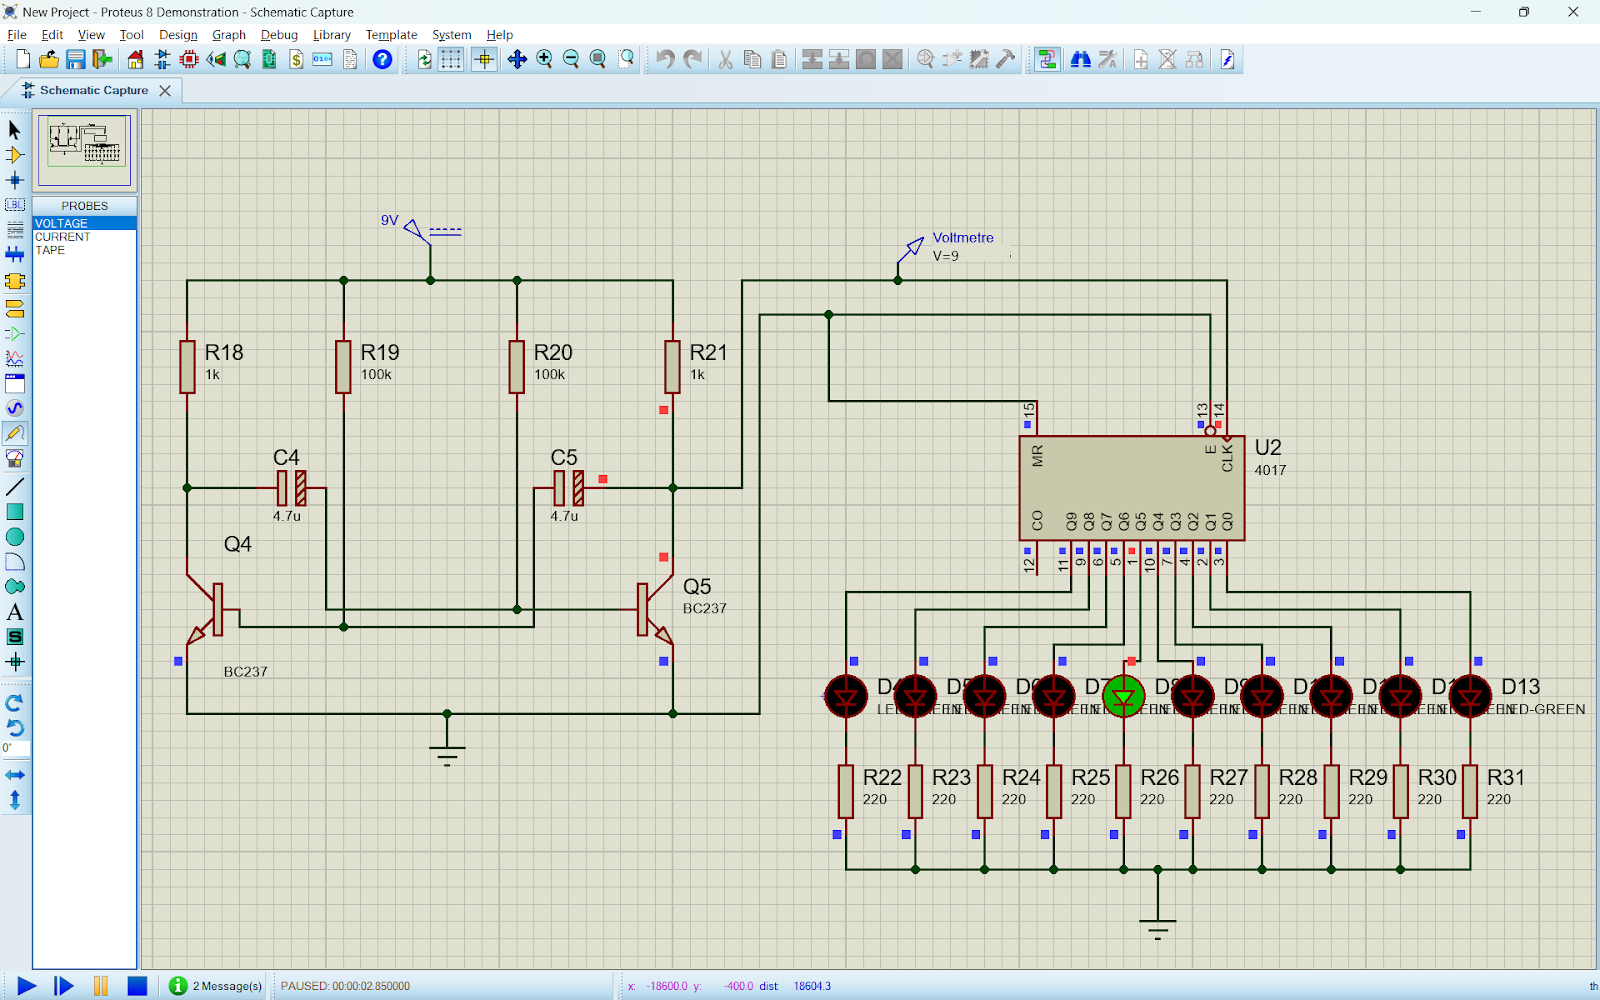 New Project - Proteus 8 Demonstration - Schematic Capture
File Edit View Tool Design Graph Debug Library Template System Help
Schematic Capture
PROBES
VOLTAGE
CURRENT
TAPE
9V
Voltmetre
V=9
R18
1k
R19
100k
R20
100k
R21
1k
C4
4.7u
C5
4.7u
Q4
BC237
Q5
BC237
15 13 14
MR E CLK
U2
4017
CO Q9 Q8 Q7 Q6 Q5 Q4 Q3 Q2 Q1 Q0
12 11 9 6 5 1 10 7 4 2 3
D13
LED-GREEN
R22
220
R23
220
R24
220
R25
220
R26
220
R27
220
R28
220
R29
220
R30
220
R31
220
0°
2 Message(s)
PAUSED: 00:00:02.850000
x: -18600.0 y: -400.0 dist 18604.3
th